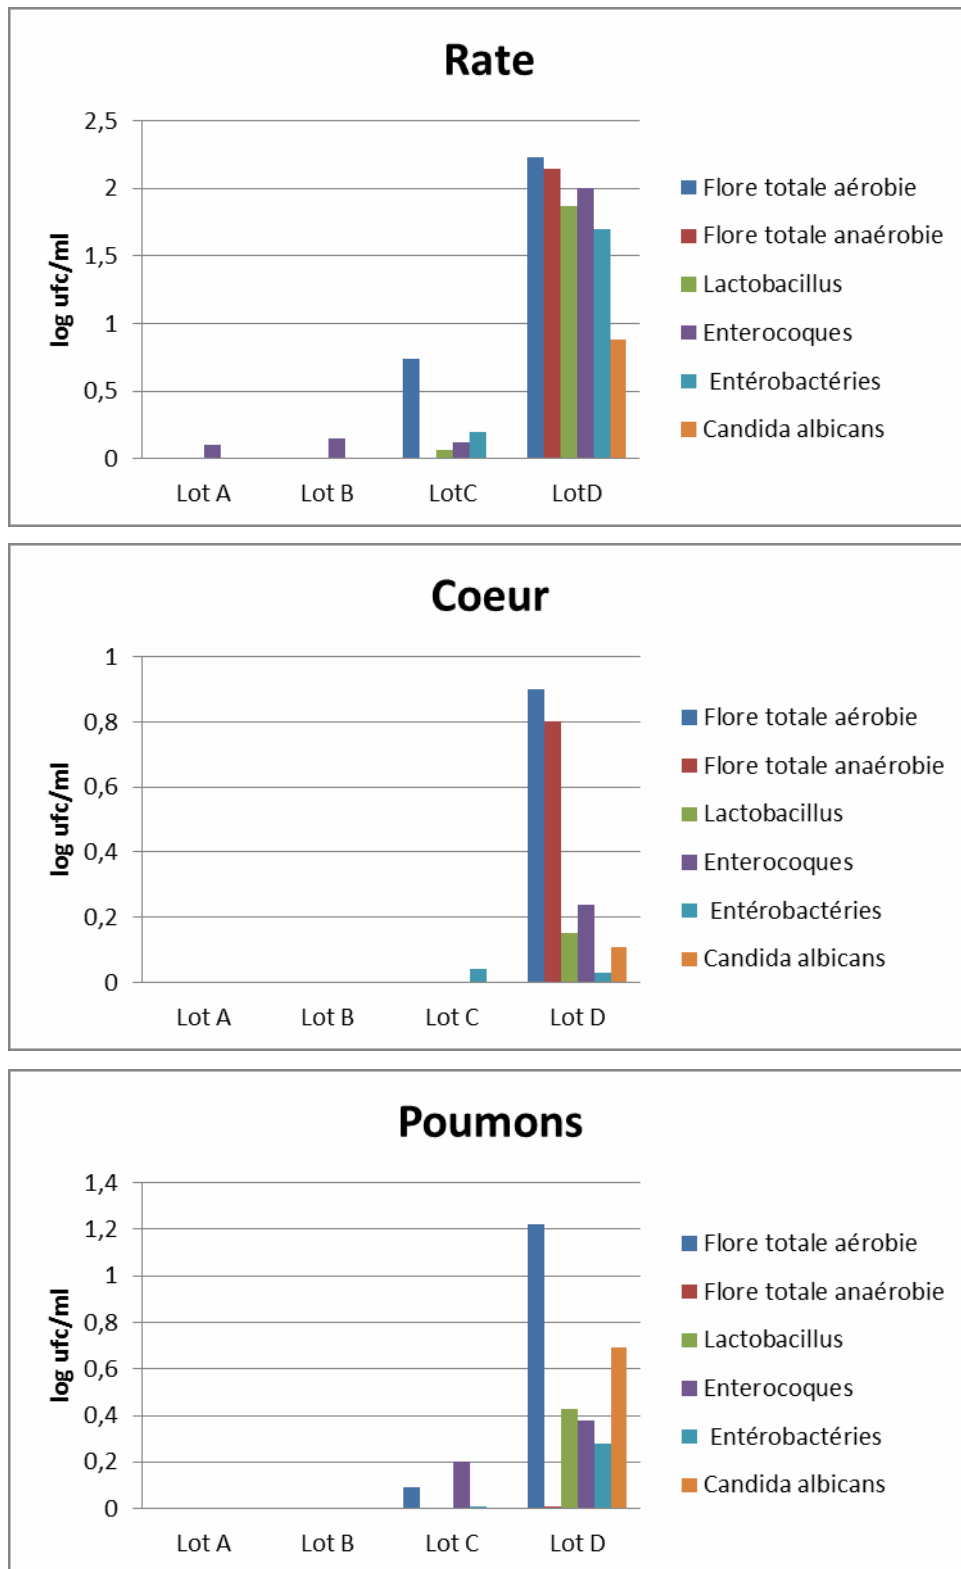 Rate
2,5
2
1,5
1
0,5
0
log ufc/ml
Lot A
Lot B
LotC
LotD
Flore totale aérobie
Flore totale anaérobie
Lactobacillus
Enterocoques
Entérobactéries
Candida albicans
Coeur
1
0,8
0,6
0,4
0,2
0
log ufc/ml
Lot A
Lot B
Lot C
Lot D
Flore totale aérobie
Flore totale anaérobie
Lactobacillus
Enterocoques
Entérobactéries
Candida albicans
Poumons
1,4
1,2
1
0,8
0,6
0,4
0,2
0
log ufc/ml
Lot A
Lot B
Lot C
Lot D
Flore totale aérobie
Flore totale anaérobie
Lactobacillus
Enterocoques
Entérobactéries
Candida albicans